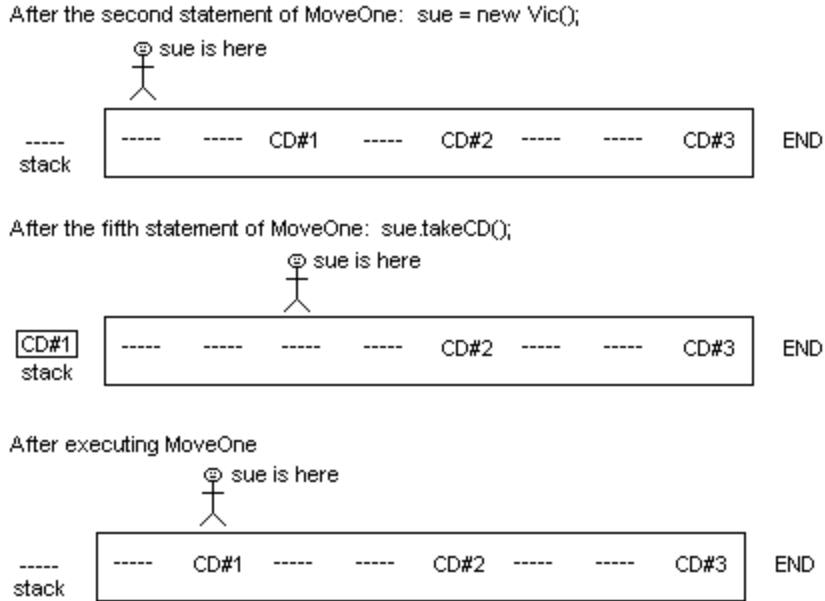 After the second statement of MoveOne: sue = new Vic();
sue is here
----- ----- ----- CD#1 ----- CD#2 ----- ----- CD#3 END
stack
After the fifth statement of MoveOne: sue.takeCD();
sue is here
CD#1 ----- ----- ----- ----- CD#2 ----- ----- CD#3 END
stack
After executing MoveOne
sue is here
----- ----- CD#1 ----- ----- CD#2 ----- ----- CD#3 END
stack